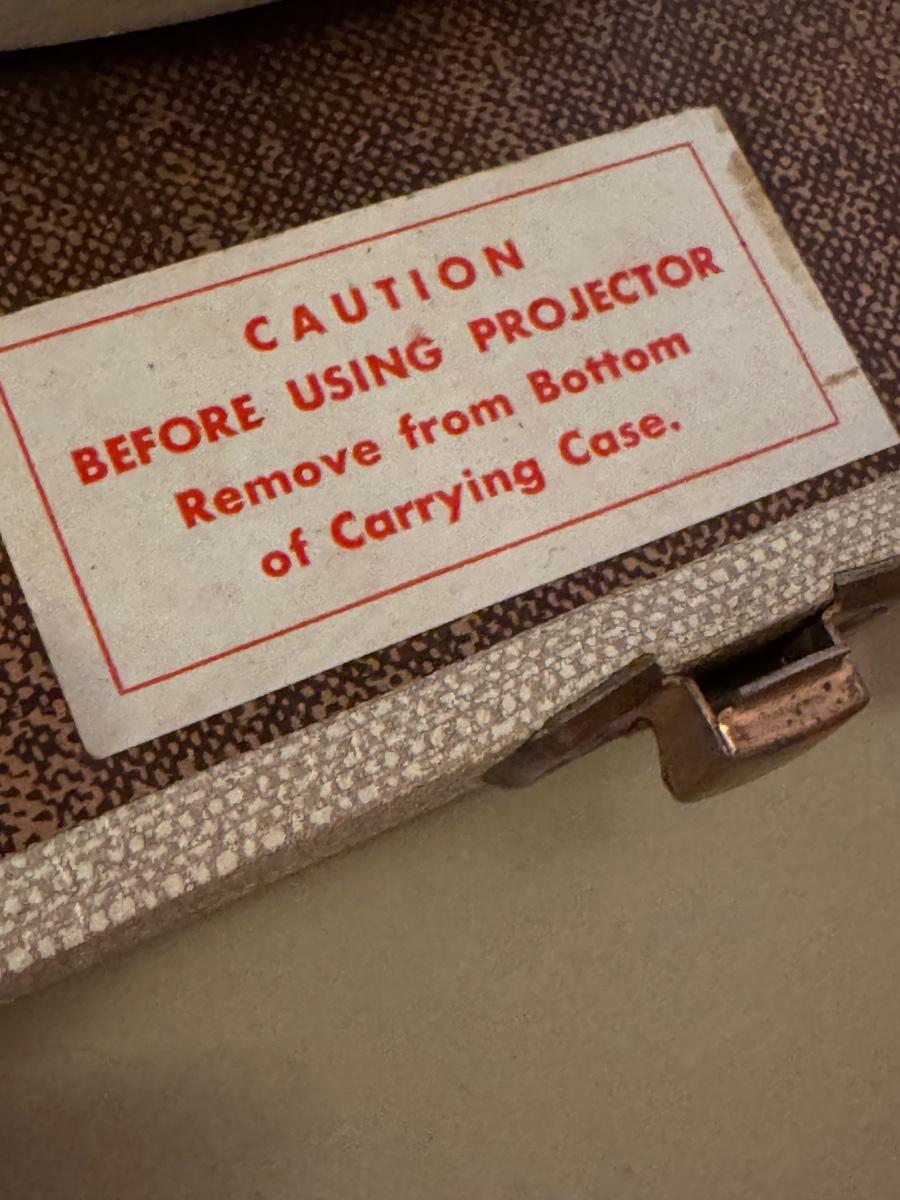 CAUTION
BEFORE USING PROJECTOR
Remove from Bottom
of Carrying Case.